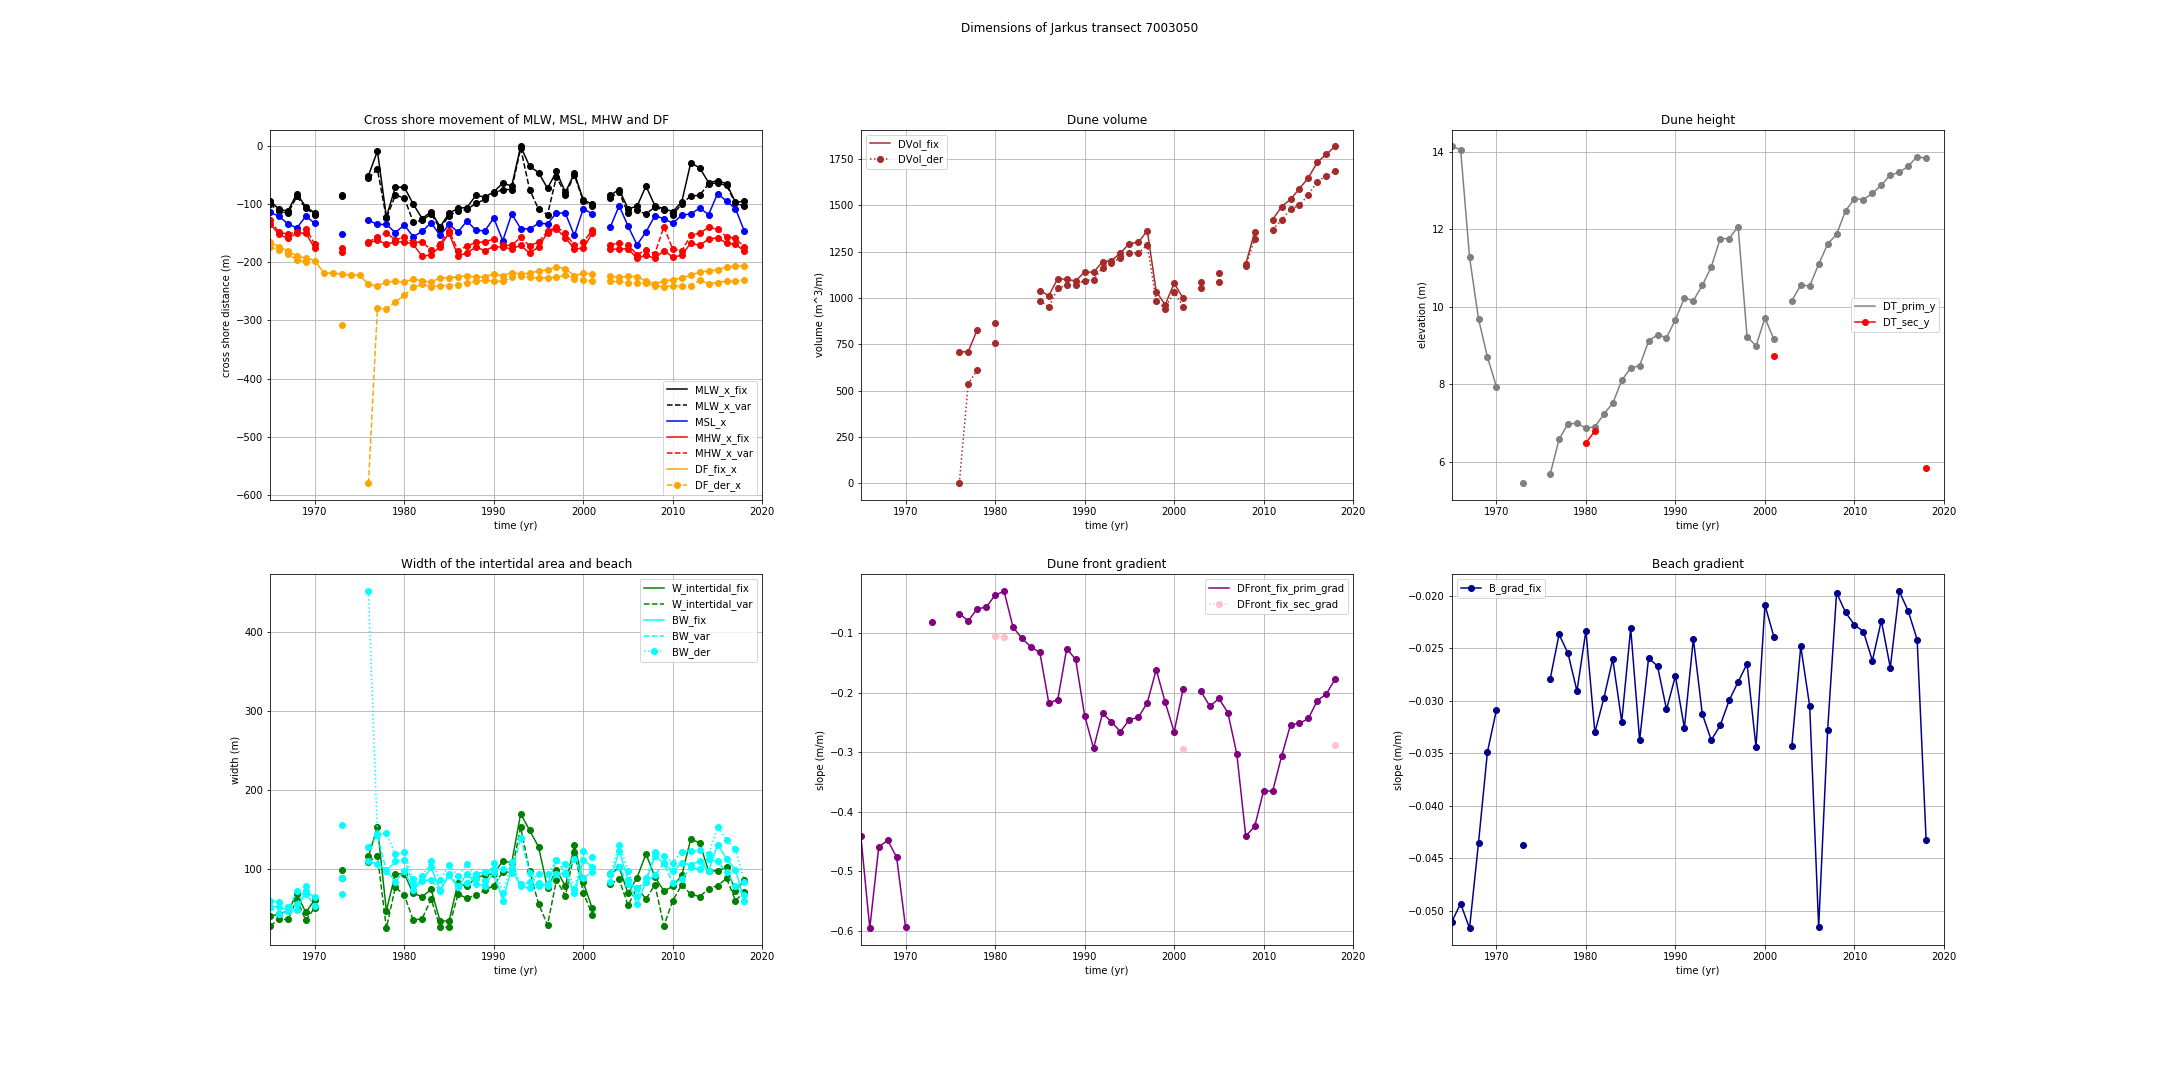 Dimensions of Jarkus transect 7003050
Cross shore movement of MLW, MSL, MHW and DF
0
−100
−200
−300
−400
−500
−600
cross shore distance (m)
MLW_x_fix
MLW_x_var
MSL_x
MHW_x_fix
MHW_x_var
DF_fix_x
DF_der_x
1970 1980 1990 2000 2010 2020
time (yr)
Dune volume
DVol_fix
DVol_der
1750
1500
1250
1000
750
500
250
0
volume (m^3/m)
1970 1980 1990 2000 2010 2020
time (yr)
Dune height
14
12
10
8
6
elevation (m)
DT_prim_y
DT_sec_y
1970 1980 1990 2000 2010 2020
time (yr)
Width of the intertidal area and beach
W_intertidal_fix
W_intertidal_var
BW_fix
BW_var
BW_der
400
300
200
100
width (m)
1970 1980 1990 2000 2010 2020
time (yr)
Dune front gradient
DFront_fix_prim_grad
DFront_fix_sec_grad
−0.1
−0.2
−0.3
−0.4
−0.5
−0.6
slope (m/m)
1970 1980 1990 2000 2010 2020
time (yr)
Beach gradient
B_grad_fix
−0.020
−0.025
−0.030
−0.035
−0.040
−0.045
−0.050
slope (m/m)
1970 1980 1990 2000 2010 2020
time (yr)